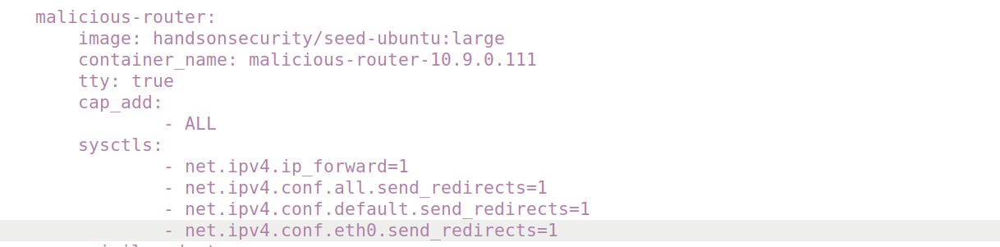 malicious-router:
image: handsonsecurity/seed-ubuntu:large
container_name: malicious-router-10.9.0.111
tty: true
cap_add:
- ALL
sysctls:
- net.ipv4.ip_forward=1
- net.ipv4.conf.all.send_redirects=1
- net.ipv4.conf.default.send_redirects=1
- net.ipv4.conf.eth0.send_redirects=1